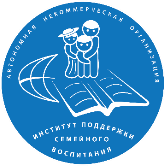 АВТОНОМНАЯ НЕКОММЕРЧЕСКАЯ ОРГАНИЗАЦИЯ
ИНСТИТУТ ПОДДЕРЖКИ
СЕМЕЙНОГО
ВОСПИТАНИЯ